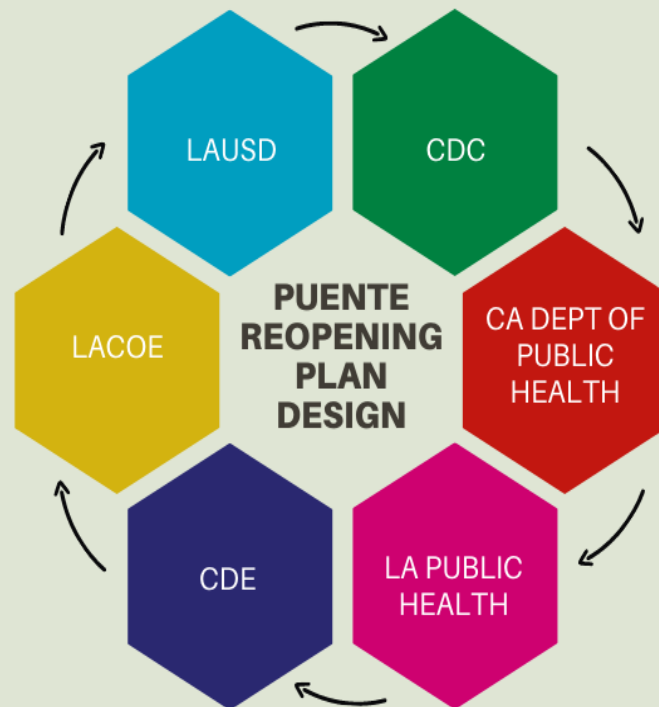 LAUSD
CDC
PUENTE
REOPENING
PLAN
DESIGN
CA DEPT OF
PUBLIC
HEALTH
LACOE
LA PUBLIC
HEALTH
CDE